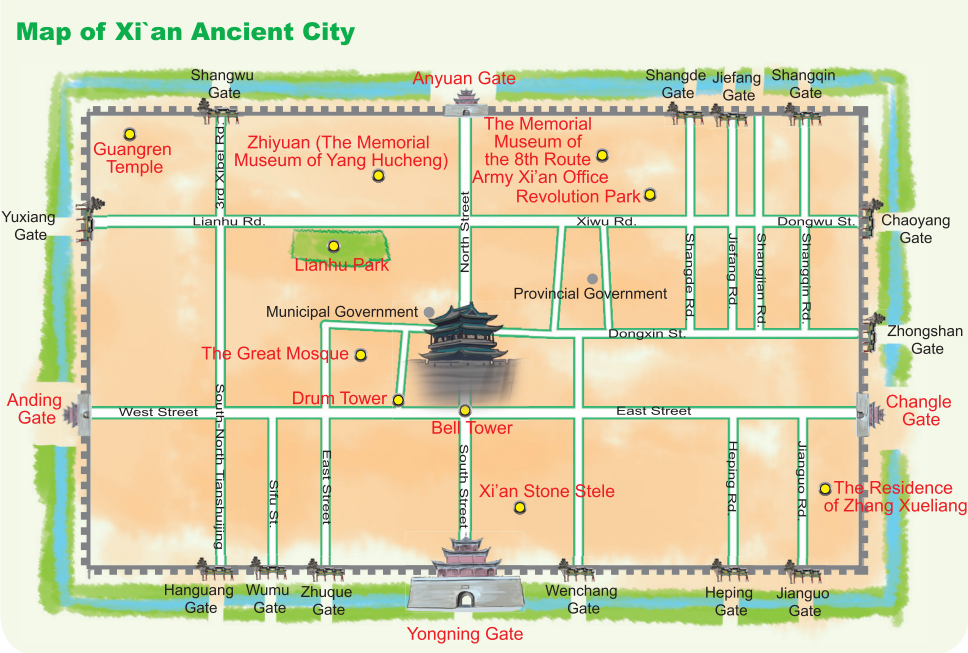 Map of Xi`an Ancient City
Shangwu
Gate
Anyuan Gate
Shangde
Gate
Jiefang
Gate
Shangqin
Gate
Guangren
Temple
3rd Xibei Rd.
Zhiyuan (The Memorial
Museum of Yang Hucheng)
The Memorial
Museum of
the 8th Route
Army Xi'an Office
Revolution Park
Yuxiang
Gate
Lianhu Rd.
North Street
Xiwu Rd.
Dongwu St.
Chaoyang
Gate
Lianhu Park
Shangde Rd.
Jiefang Rd.
Shangjian Rd.
Shangqin Rd.
Municipal Government
Provincial Government
Dongxin St.
Zhongshan
Gate
The Great Mosque
Drum Tower
Anding
Gate
West Street
Bell Tower
East Street
Changle
Gate
South-North Tianshuijing
Sifu St.
East Street
South Street
Xi'an Stone Stele
Heping Rd.
Jianguo Rd.
The Residence
of Zhang Xueliang
Hanguang
Gate
Wumu
Gate
Zhuque
Gate
Yongning Gate
Wenchang
Gate
Heping
Gate
Jianguo
Gate